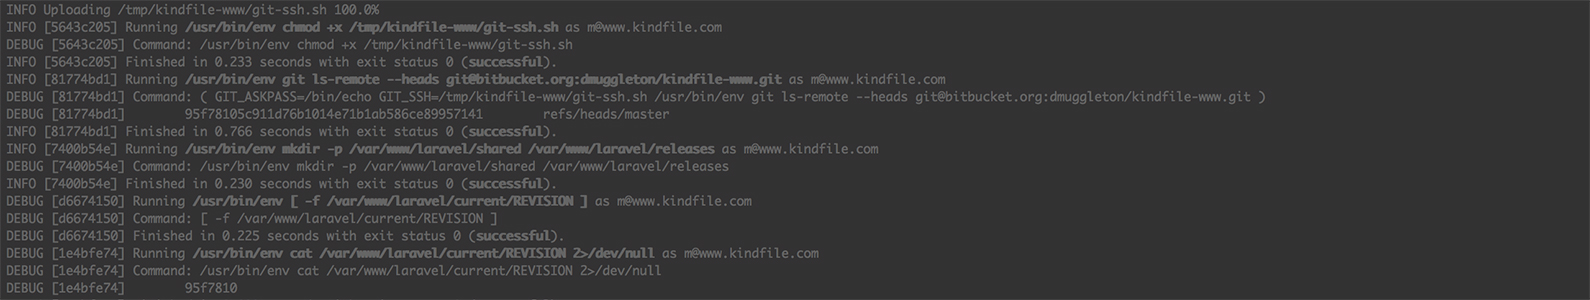 INFO Uploading /tmp/kindfile-www/git-ssh.sh 100.0%
INFO [5643c205] Running /usr/bin/env chmod +x /tmp/kindfile-www/git-ssh.sh as m@www.kindfile.com
DEBUG [5643c205] Command: /usr/bin/env chmod +x /tmp/kindfile-www/git-ssh.sh
INFO [5643c205] Finished in 0.233 seconds with exit status 0 (successful).
INFO [81774bd1] Running /usr/bin/env git ls-remote --heads git@bitbucket.org:dmuggleton/kindfile-www.git as m@www.kindfile.com
DEBUG [81774bd1] Command: ( GIT_ASKPASS=/bin/echo GIT_SSH=/tmp/kindfile-www/git-ssh.sh /usr/bin/env git ls-remote --heads git@bitbucket.org:dmuggleton/kindfile-www.git )
DEBUG [81774bd1] 95f78105c911d76b1014e71b1ab586ce89957141 refs/heads/master
INFO [81774bd1] Finished in 0.766 seconds with exit status 0 (successful).
INFO [7400b54e] Running /usr/bin/env mkdir -p /var/www/laravel/shared /var/www/laravel/releases as m@www.kindfile.com
DEBUG [7400b54e] Command: /usr/bin/env mkdir -p /var/www/laravel/shared /var/www/laravel/releases
INFO [7400b54e] Finished in 0.230 seconds with exit status 0 (successful).
DEBUG [d6674150] Running /usr/bin/env [ -f /var/www/laravel/current/REVISION ] as m@www.kindfile.com
DEBUG [d6674150] Command: [ -f /var/www/laravel/current/REVISION ]
DEBUG [d6674150] Finished in 0.225 seconds with exit status 0 (successful).
DEBUG [1e4bfe74] Running /usr/bin/env cat /var/www/laravel/current/REVISION 2>/dev/null as m@www.kindfile.com
DEBUG [1e4bfe74] Command: /usr/bin/env cat /var/www/laravel/current/REVISION 2>/dev/null
DEBUG [1e4bfe74] 95f7810